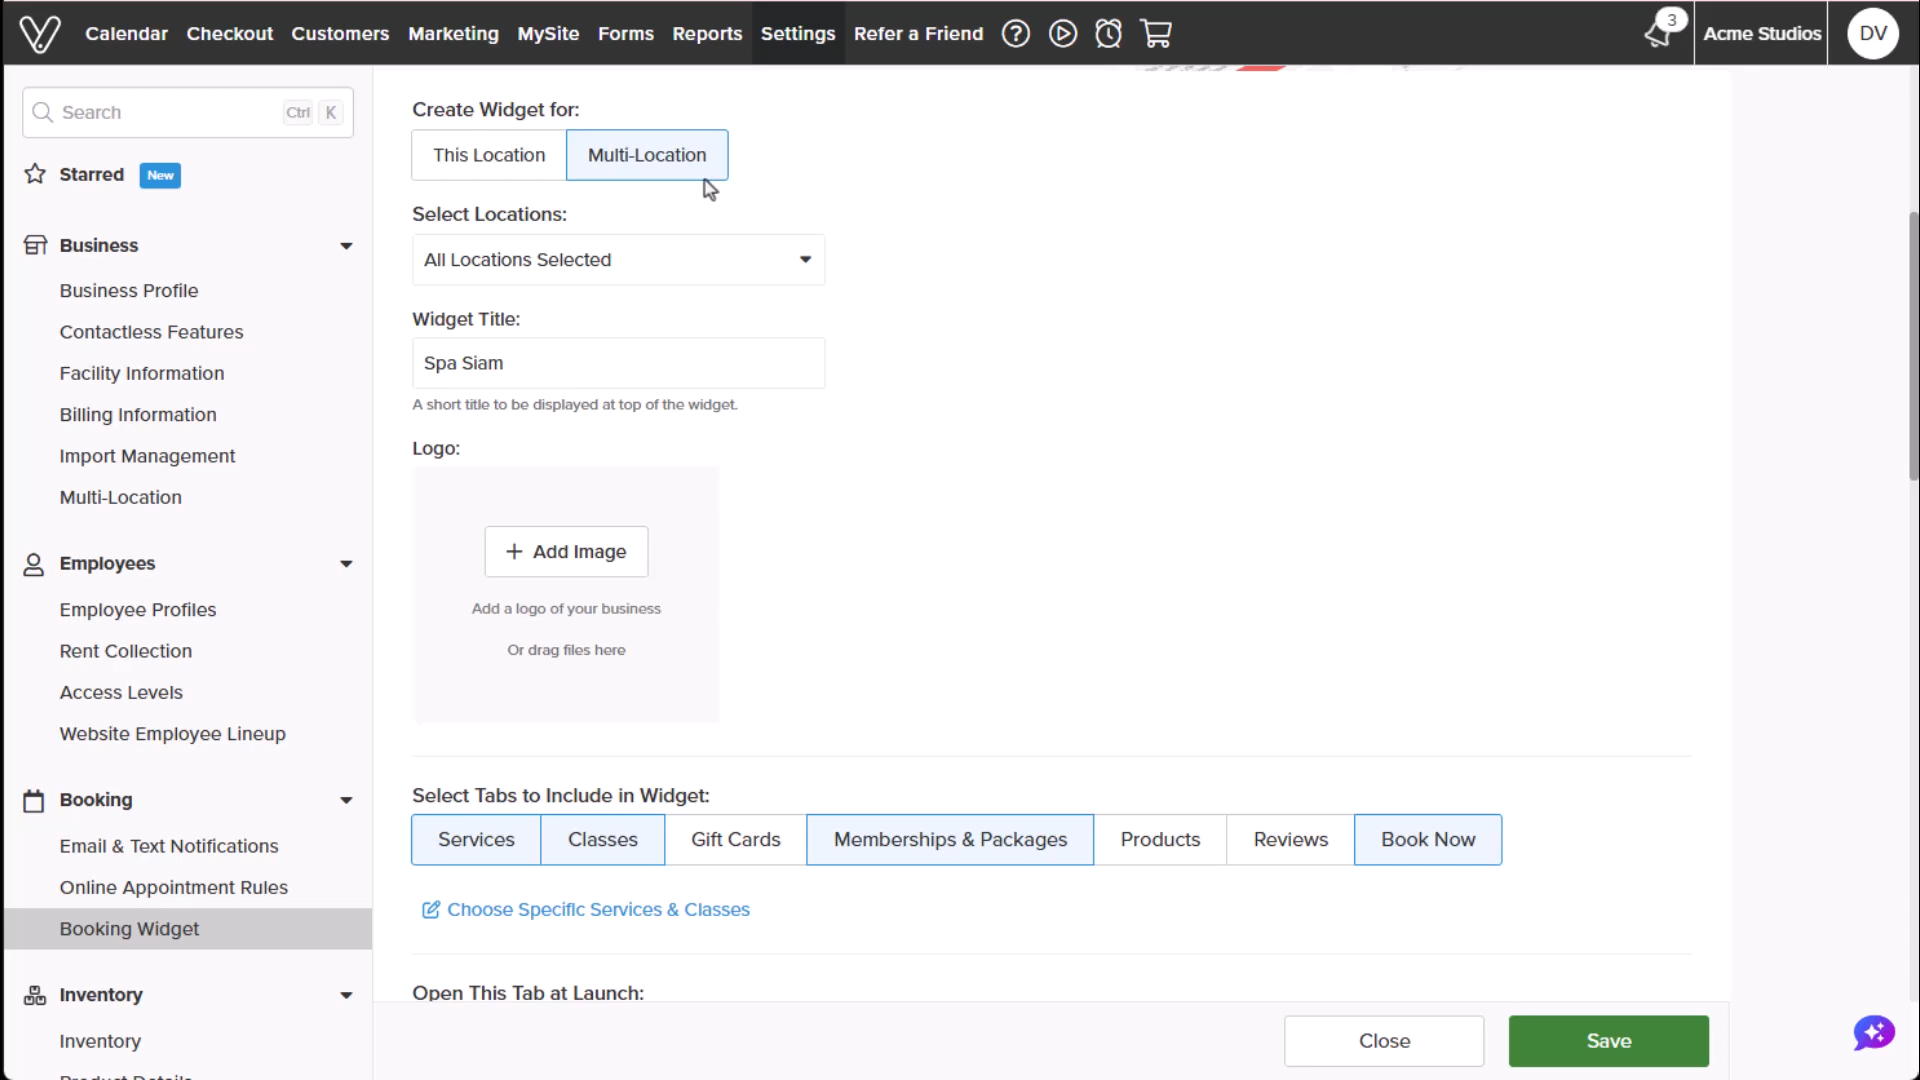 Calendar Checkout Customers Marketing MySite Forms Reports Settings Refer a Friend ? 3 Acme Studios DV
Search Ctrl K
Starred New
Business
Business Profile
Contactless Features
Facility Information
Billing Information
Import Management
Multi-Location
Employees
Employee Profiles
Rent Collection
Access Levels
Website Employee Lineup
Booking
Email & Text Notifications
Online Appointment Rules
Booking Widget
Inventory
Inventory
Product Details
Create Widget for:
This Location Multi-Location
Select Locations:
All Locations Selected
Widget Title:
Spa Siam
A short title to be displayed at top of the widget.
Logo:
+ Add Image
Add a logo of your business
Or drag files here
Select Tabs to Include in Widget:
Services Classes Gift Cards Memberships & Packages Products Reviews Book Now
Choose Specific Services & Classes
Open This Tab at Launch:
Close Save